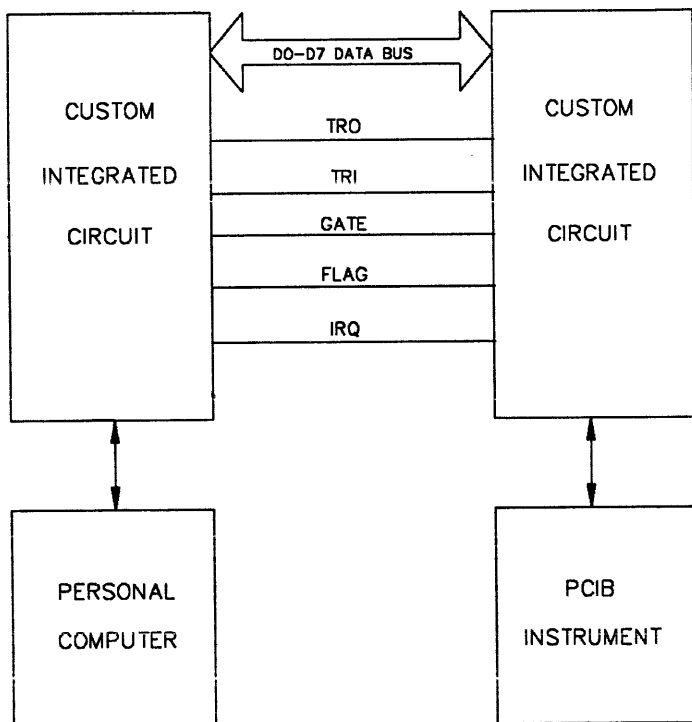 D0-D7 DATA BUS
CUSTOM
INTEGRATED
CIRCUIT
TRO
TRI
GATE
FLAG
IRQ
CUSTOM
INTEGRATED
CIRCUIT
PERSONAL
COMPUTER
PCIB
INSTRUMENT